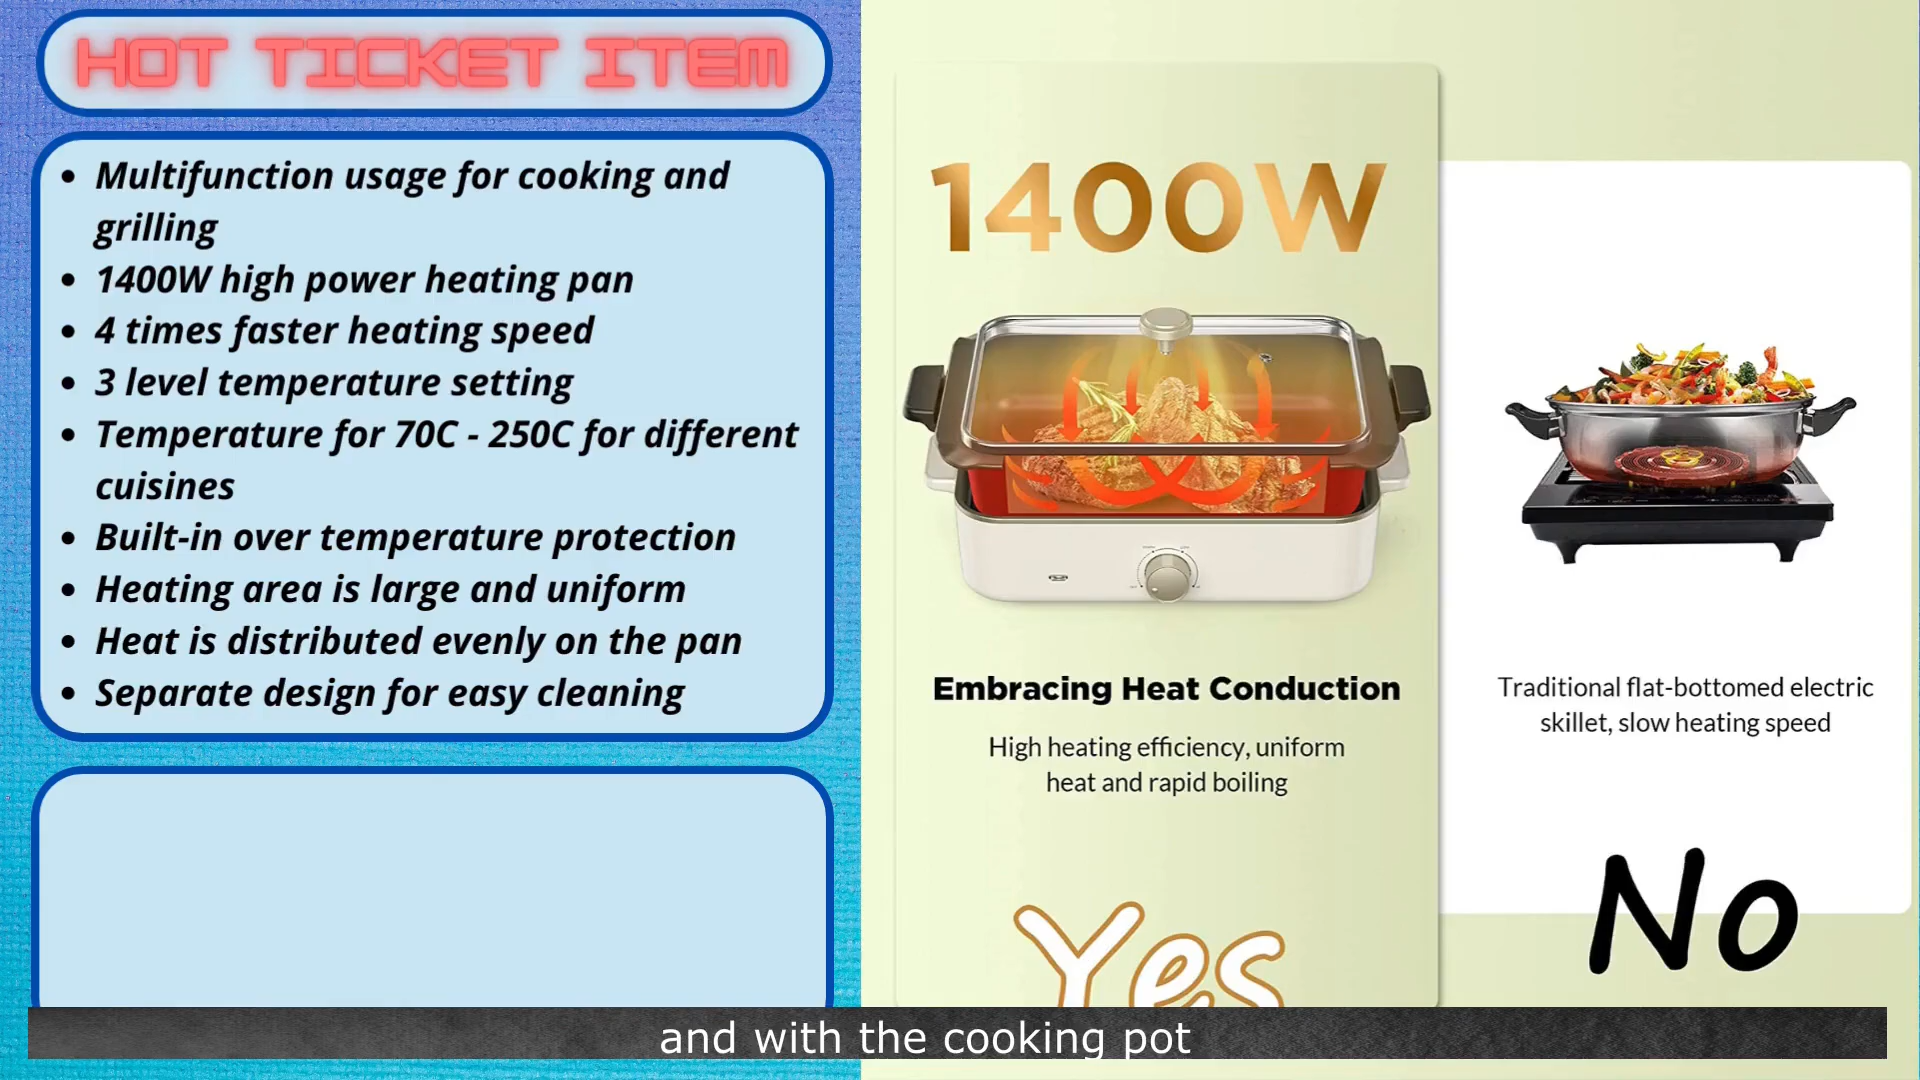 HOT TICKET ITEM
• Multifunction usage for cooking and
grilling
• 1400W high power heating pan
• 4 times faster heating speed
• 3 level temperature setting
• Temperature for 70C - 250C for different
cuisines
• Built-in over temperature protection
• Heating area is large and uniform
• Heat is distributed evenly on the pan
• Separate design for easy cleaning
1400W
Embracing Heat Conduction
High heating efficiency, uniform
heat and rapid boiling
Yes
Traditional flat-bottomed electric
skillet, slow heating speed
No
and with the cooking pot